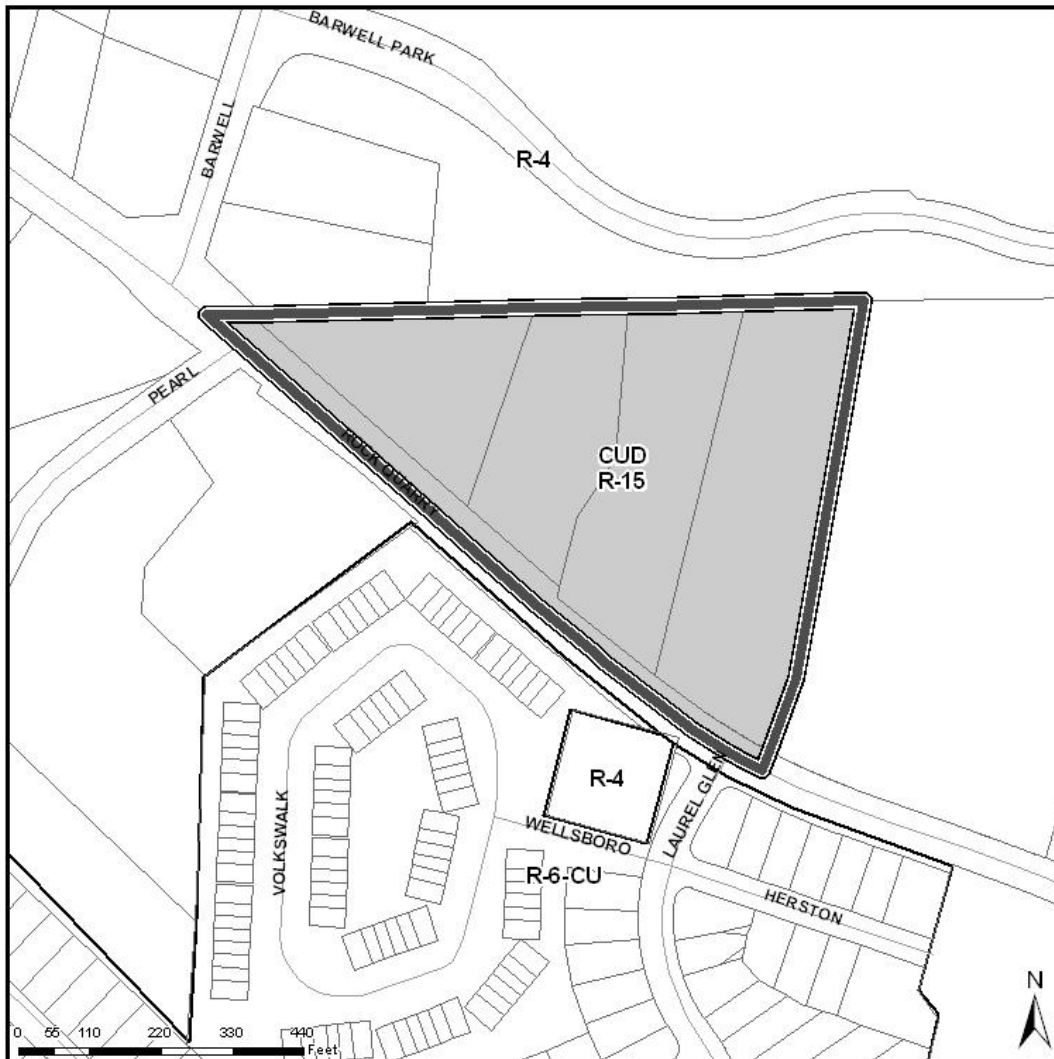 BARWELL PARK
BARWELL
R-4
PEARL
ROCK QUARRY
CUD
R-15
R-4
LAUREL GLEN
WELLSBORO
VOLKSWALK
R-6-CU
HERSTON
N
0 55 110 220 330 440
Feet